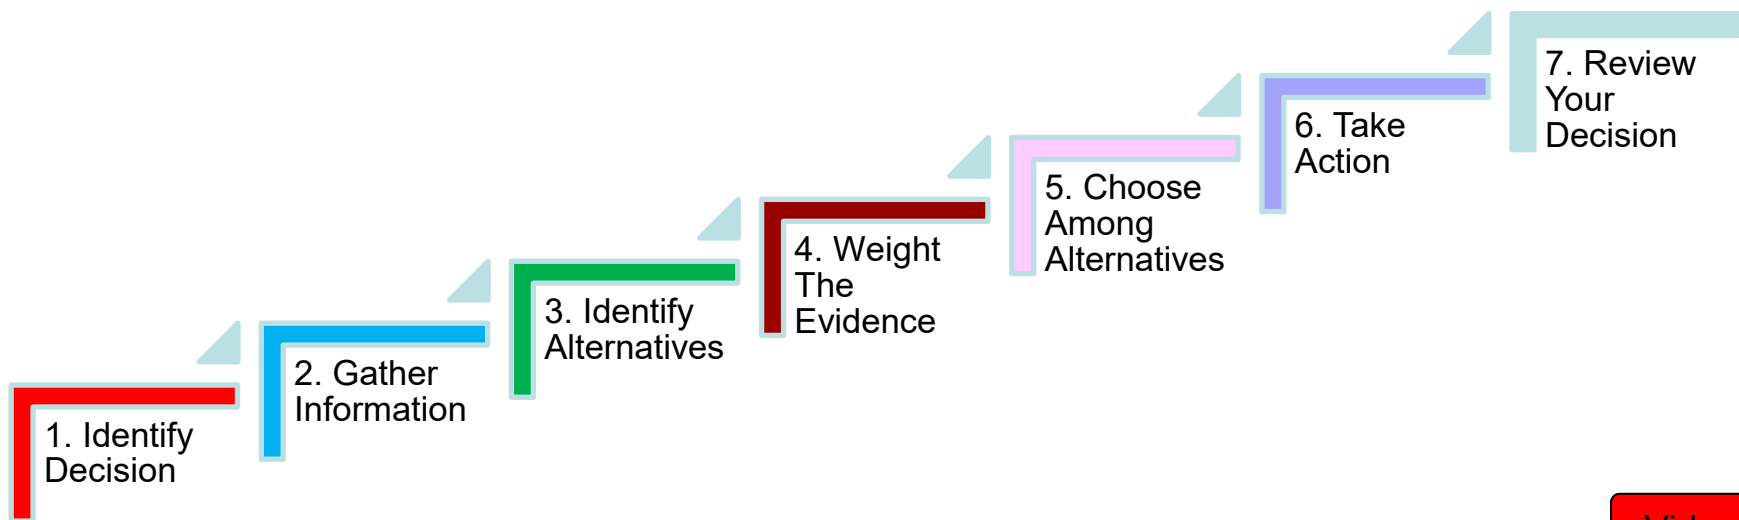 1. Identify
Decision
2. Gather
Information
3. Identify
Alternatives
4. Weight
The
Evidence
5. Choose
Among
Alternatives
6. Take
Action
7. Review
Your
Decision